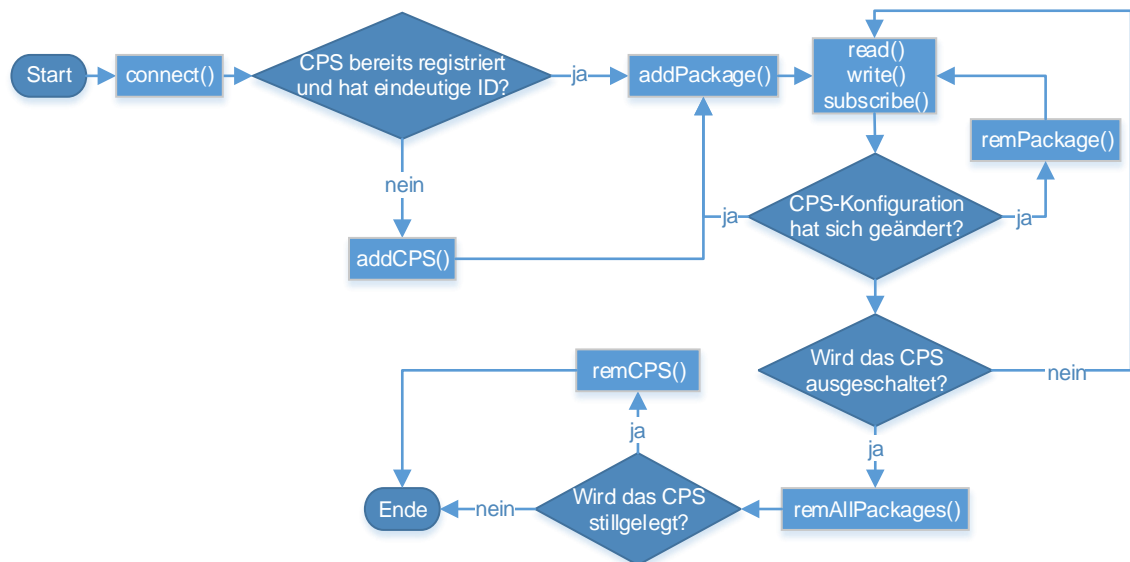 Start
connect()
CPS bereits registriert
und hat eindeutige ID?
ja
addPackage()
read()
write()
subscribe()
remPackage()
nein
addCPS()
ja
CPS-Konfiguration
hat sich geändert?
ja
Wird das CPS
ausgeschaltet?
nein
remCPS()
ja
ja
Ende
nein
Wird das CPS
stillgelegt?
remAllPackages()